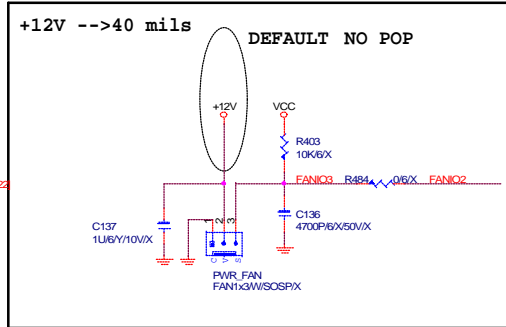 +12V -->40 mils
DEFAULT NO POP
+12V
VCC
R403
10K/6/X
FANIO3
R484
0/6/X
FANIO2
22
C137
1U/6/Y/10V/X
C136
4700P/6/X/50V/X
1
2
3
C
V
S
PWR_FAN
FAN1x3/W/SOSP/X